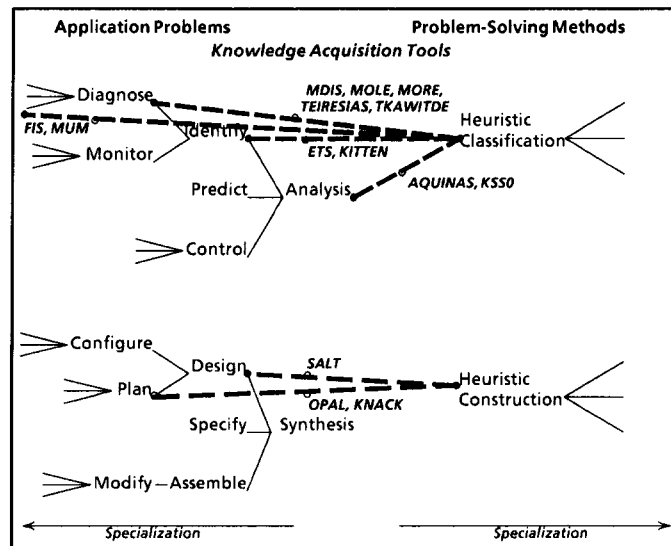 Application Problems Problem-Solving Methods
Knowledge Acquisition Tools
Diagnose
MDIS, MOLE, MORE,
TEIRESIAS, TKAWITDE
FIS, MUM
Identify
Heuristic
Classification
Monitor
ETS, KITTEN
Predict Analysis
AQUINAS, KSS0
Control
Configure
Design
SALT
Plan
Heuristic
Construction
OPAL, KNACK
Specify Synthesis
Modify – Assemble
Specialization Specialization